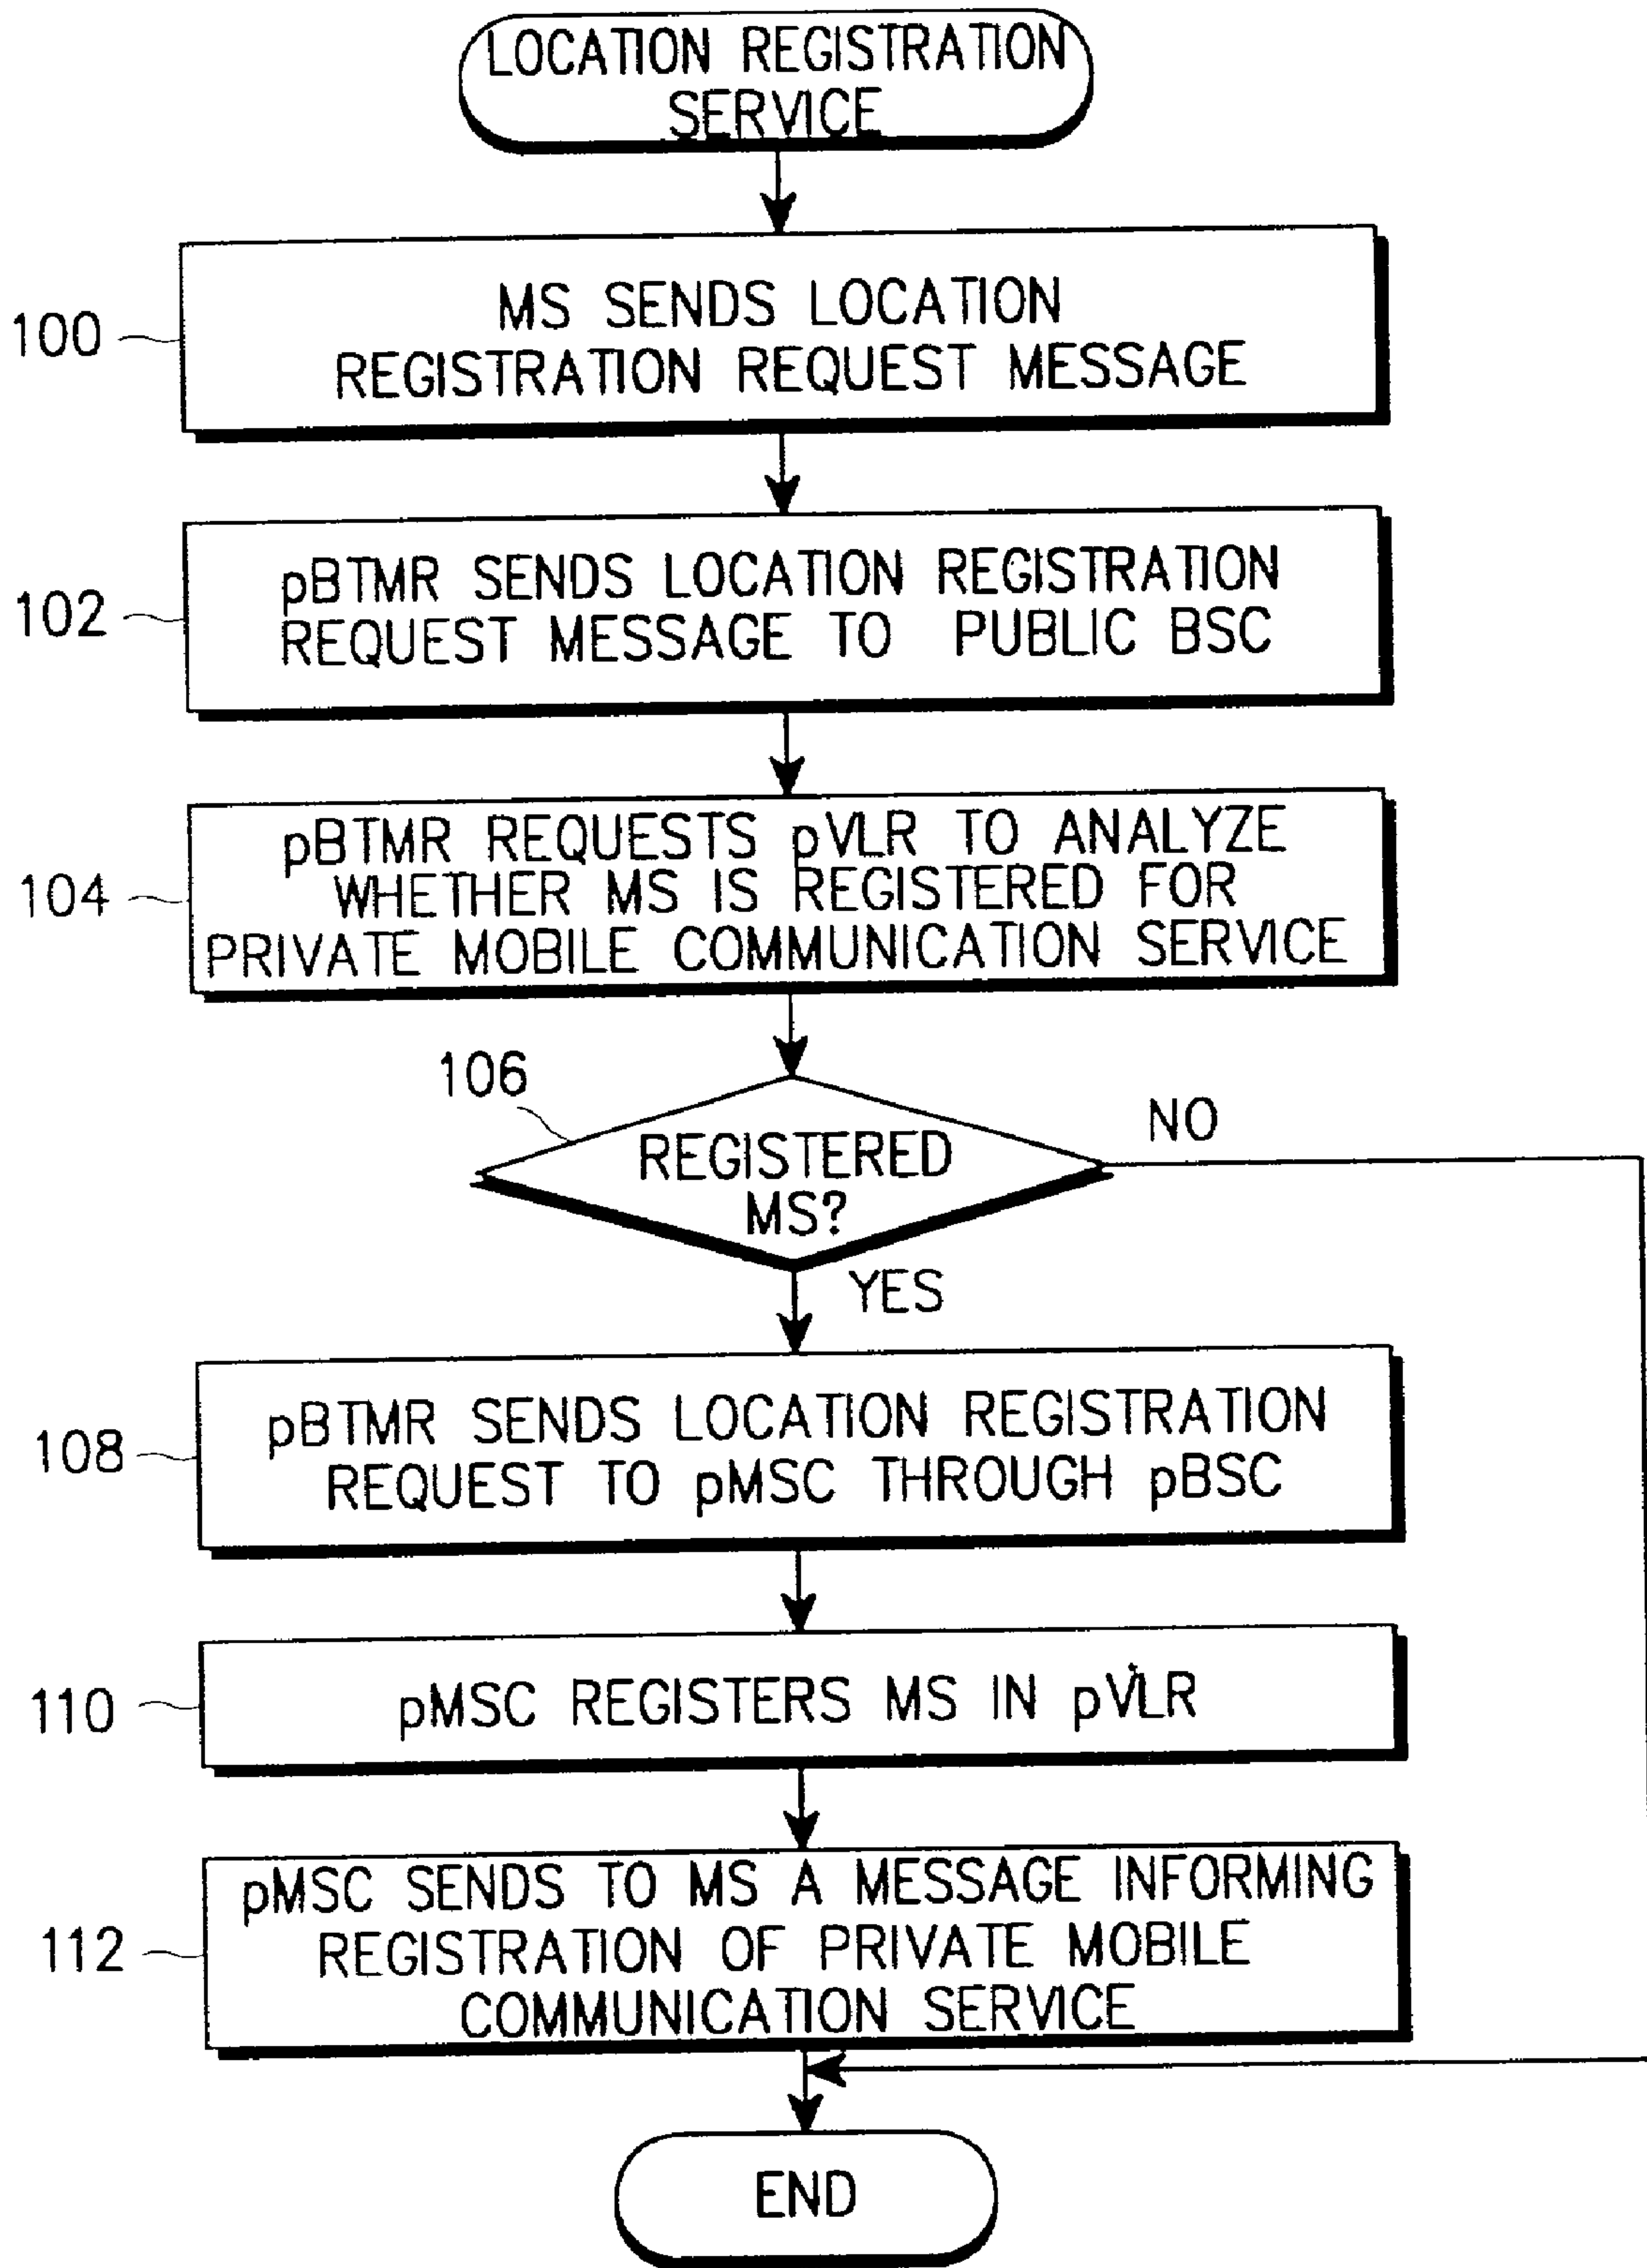 LOCATION REGISTRATION
SERVICE
100
MS SENDS LOCATION
REGISTRATION REQUEST MESSAGE
102
pBTMR SENDS LOCATION REGISTRATION
REQUEST MESSAGE TO PUBLIC BSC
104
pBTMR REQUESTS pVLR TO ANALYZE
WHETHER MS IS REGISTERED FOR
PRIVATE MOBILE COMMUNICATION SERVICE
106
REGISTERED
MS?
NO
YES
108
pBTMR SENDS LOCATION REGISTRATION
REQUEST TO pMSC THROUGH pBSC
110
pMSC REGISTERS MS IN pVLR
112
pMSC SENDS TO MS A MESSAGE INFORMING
REGISTRATION OF PRIVATE MOBILE
COMMUNICATION SERVICE
END